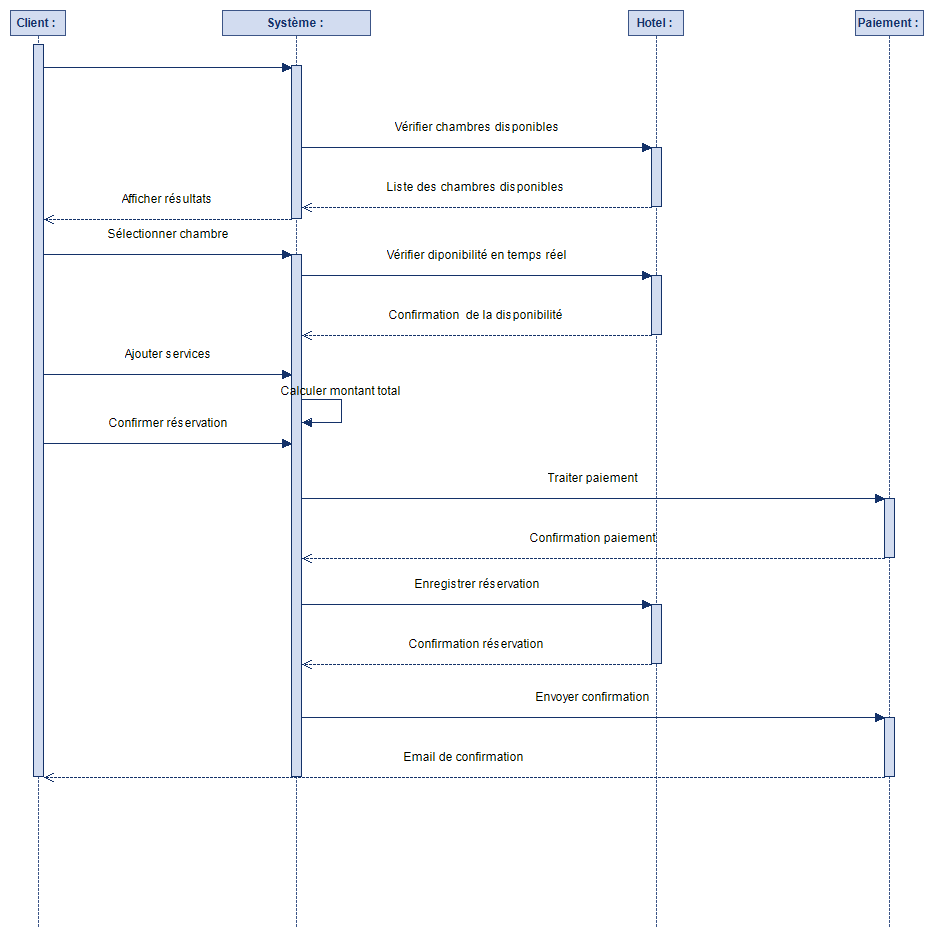 Client :
Système :
Hotel :
Paiement :
Vérifier chambres disponibles
Liste des chambres disponibles
Afficher résultats
Sélectionner chambre
Vérifier diponibilité en temps réel
Confirmation de la disponibilité
Ajouter services
Calculer montant total
Confirmer réservation
Traiter paiement
Confirmation paiement
Enregistrer réservation
Confirmation réservation
Envoyer confirmation
Email de confirmation